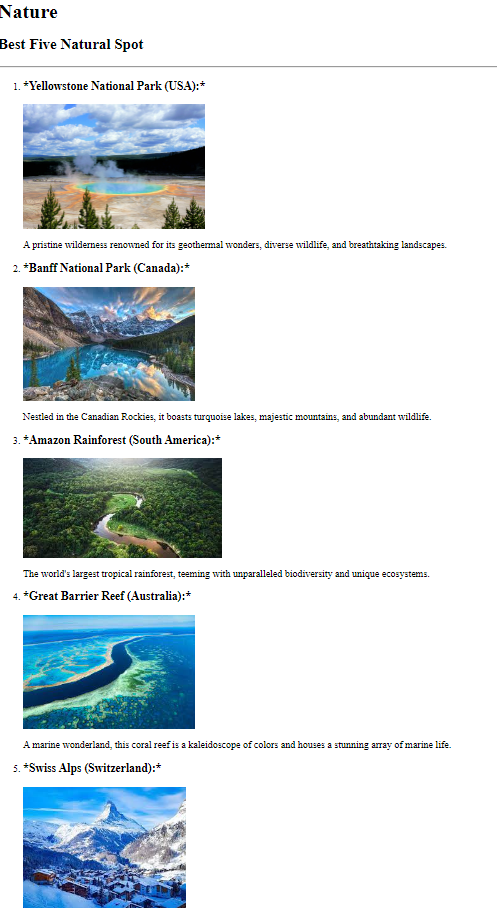 Nature
Best Five Natural Spot
1. *Yellowstone National Park (USA):*
A pristine wilderness renowned for its geothermal wonders, diverse wildlife, and breathtaking landscapes.
2. *Banff National Park (Canada):*
Nestled in the Canadian Rockies, it boasts turquoise lakes, majestic mountains, and abundant wildlife.
3. *Amazon Rainforest (South America):*
The world's largest tropical rainforest, teeming with unparalleled biodiversity and unique ecosystems.
4. *Great Barrier Reef (Australia):*
A marine wonderland, this coral reef is a kaleidoscope of colors and houses a stunning array of marine life.
5. *Swiss Alps (Switzerland):*